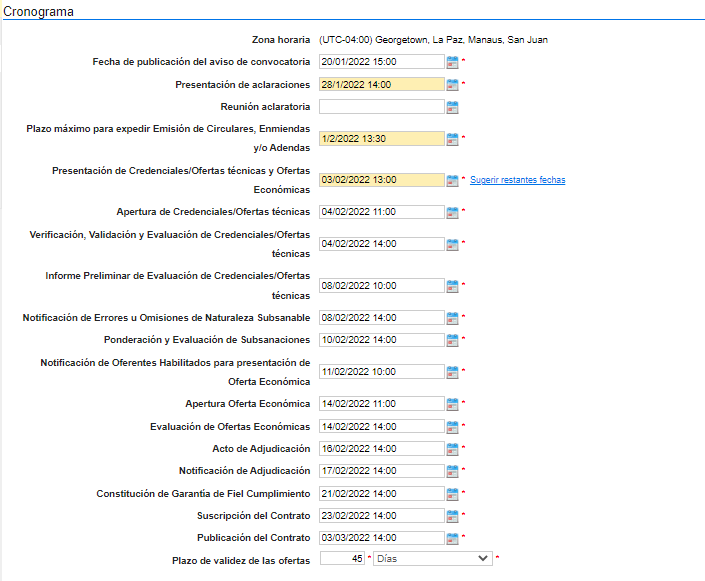 Cronograma
Zona horaria (UTC-04:00) Georgetown, La Paz, Manaus, San Juan
Fecha de publicación del aviso de convocatoria 20/01/2022 15:00 *
Presentación de aclaraciones 28/1/2022 14:00 *
Reunión aclaratoria
Plazo máximo para expedir Emisión de Circulares, Enmiendas
y/o Adendas 1/2/2022 13:30 *
Presentación de Credenciales/Ofertas técnicas y Ofertas
Económicas 03/02/2022 13:00 * Sugerir restantes fechas
Apertura de Credenciales/Ofertas técnicas 04/02/2022 11:00 *
Verificación, Validación y Evaluación de Credenciales/Ofertas
técnicas 04/02/2022 14:00 *
Informe Preliminar de Evaluación de Credenciales/Ofertas
técnicas 08/02/2022 10:00 *
Notificación de Errores u Omisiones de Naturaleza Subsanable 08/02/2022 14:00 *
Ponderación y Evaluación de Subsanaciones 10/02/2022 14:00 *
Notificación de Oferentes Habilitados para presentación de
Oferta Económica 11/02/2022 10:00 *
Apertura Oferta Económica 14/02/2022 11:00 *
Evaluación de Ofertas Económicas 14/02/2022 14:00 *
Acto de Adjudicación 16/02/2022 14:00 *
Notificación de Adjudicación 17/02/2022 14:00 *
Constitución de Garantía de Fiel Cumplimiento 21/02/2022 14:00 *
Suscripción del Contrato 23/02/2022 14:00 *
Publicación del Contrato 03/03/2022 14:00 *
Plazo de validez de las ofertas 45 * Días *